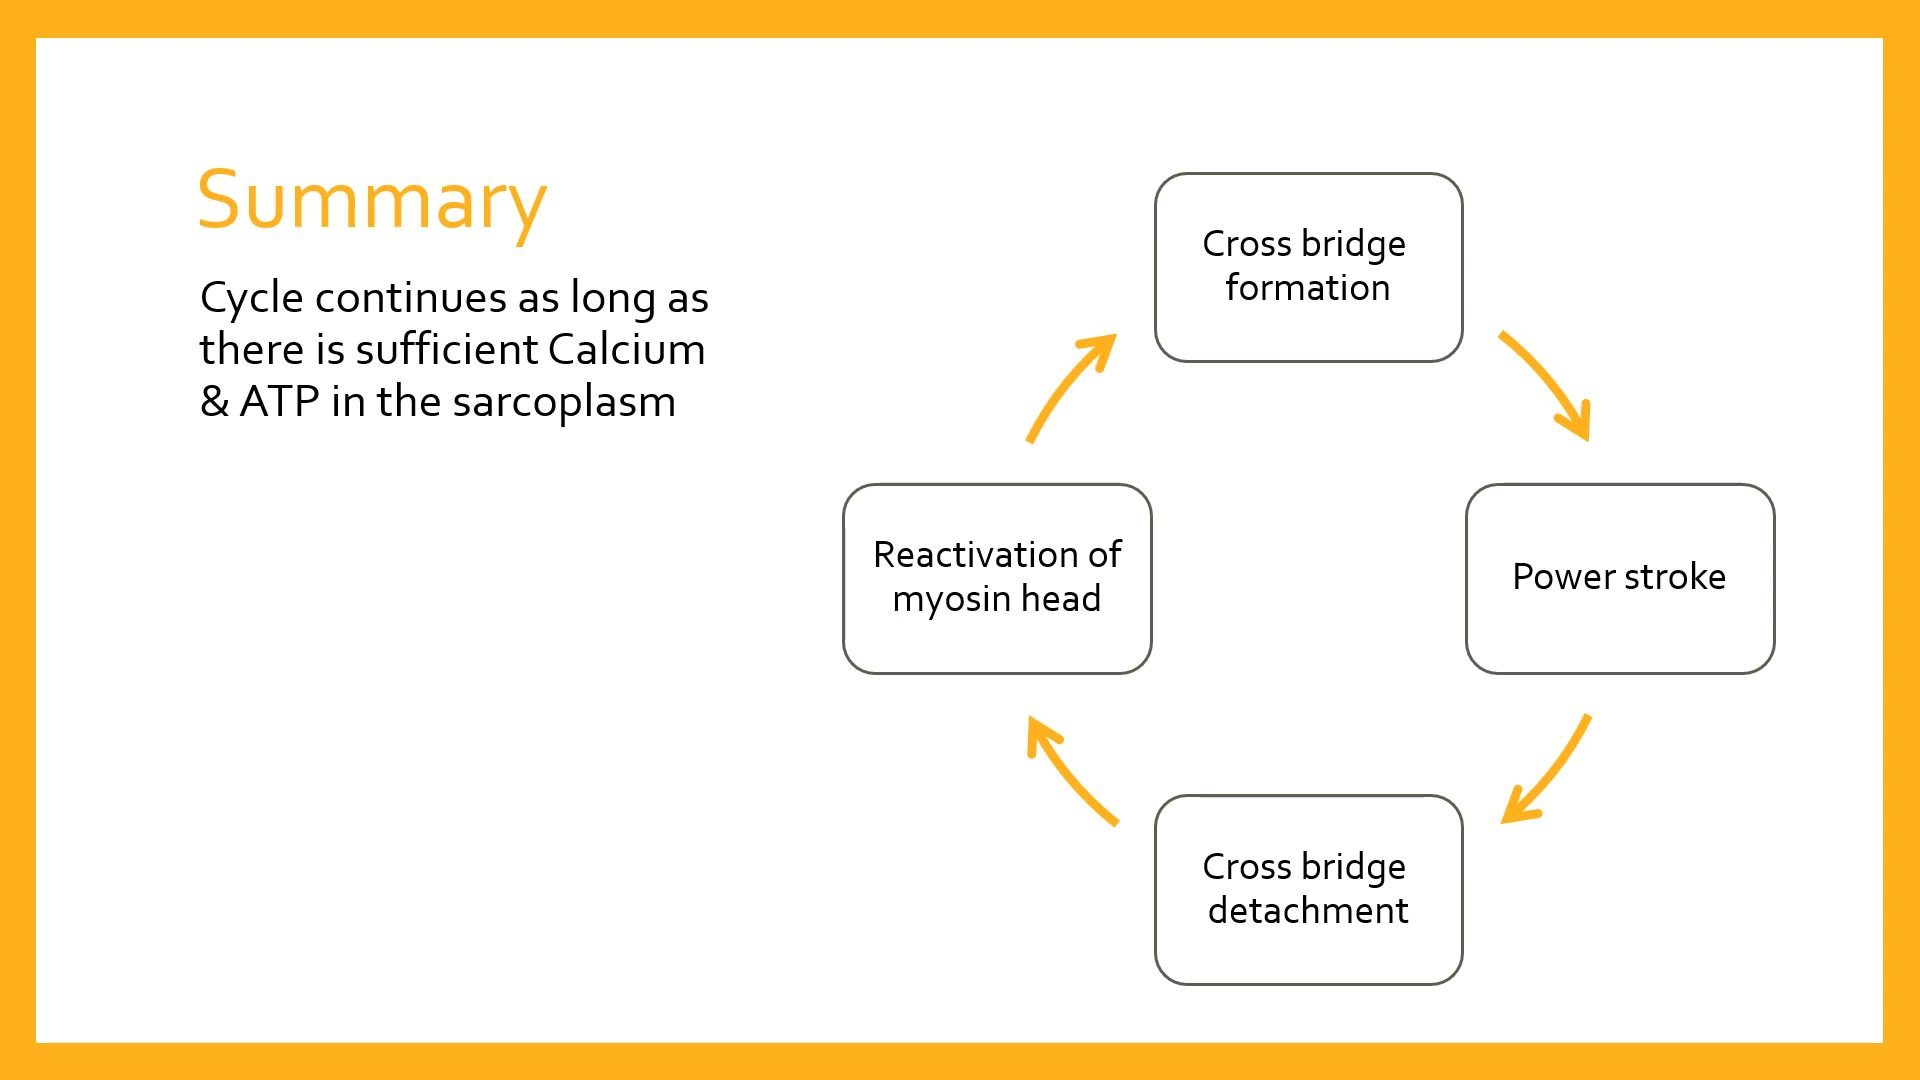 Summary
Cycle continues as long as
there is sufficient Calcium
& ATP in the sarcoplasm
Cross bridge
formation
Power stroke
Cross bridge
detachment
Reactivation of
myosin head